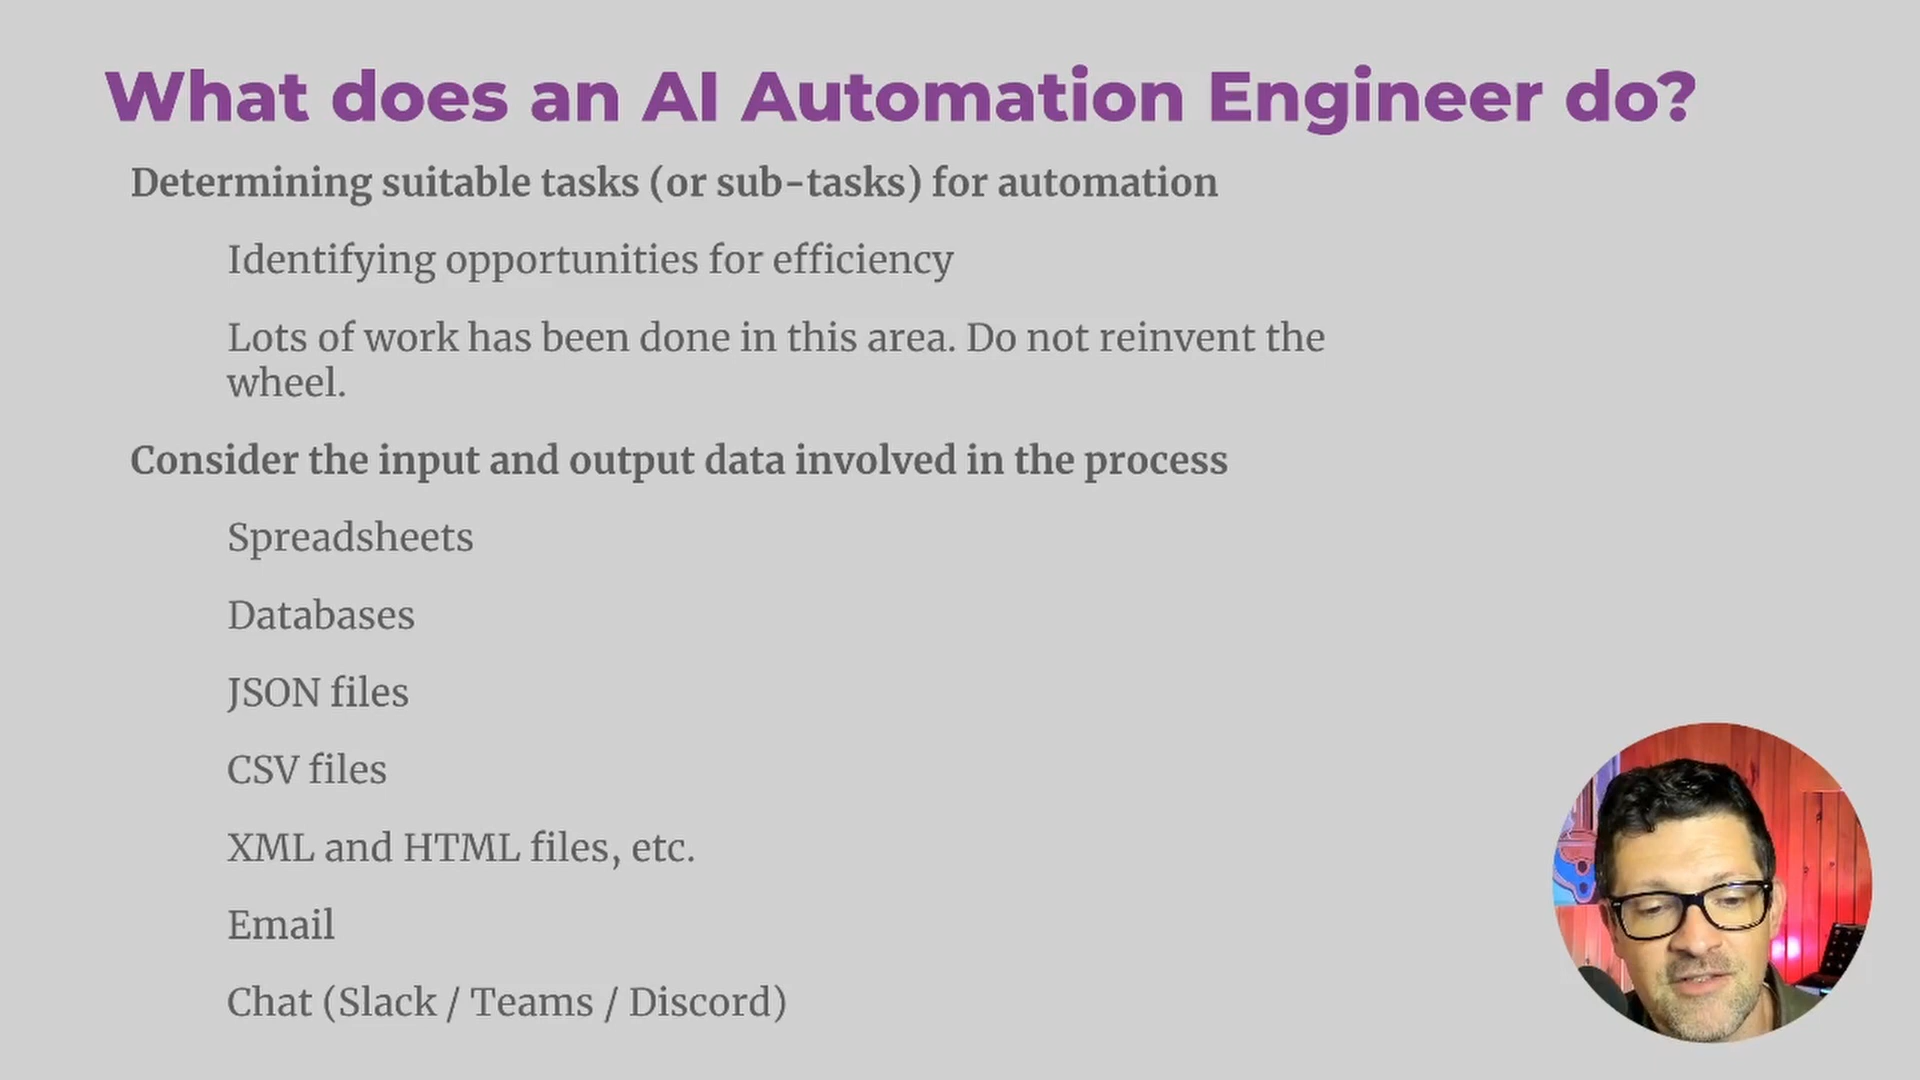 What does an AI Automation Engineer do?
Determining suitable tasks (or sub-tasks) for automation
Identifying opportunities for efficiency
Lots of work has been done in this area. Do not reinvent the
wheel.
Consider the input and output data involved in the process
Spreadsheets
Databases
JSON files
CSV files
XML and HTML files, etc.
Email
Chat (Slack / Teams / Discord)